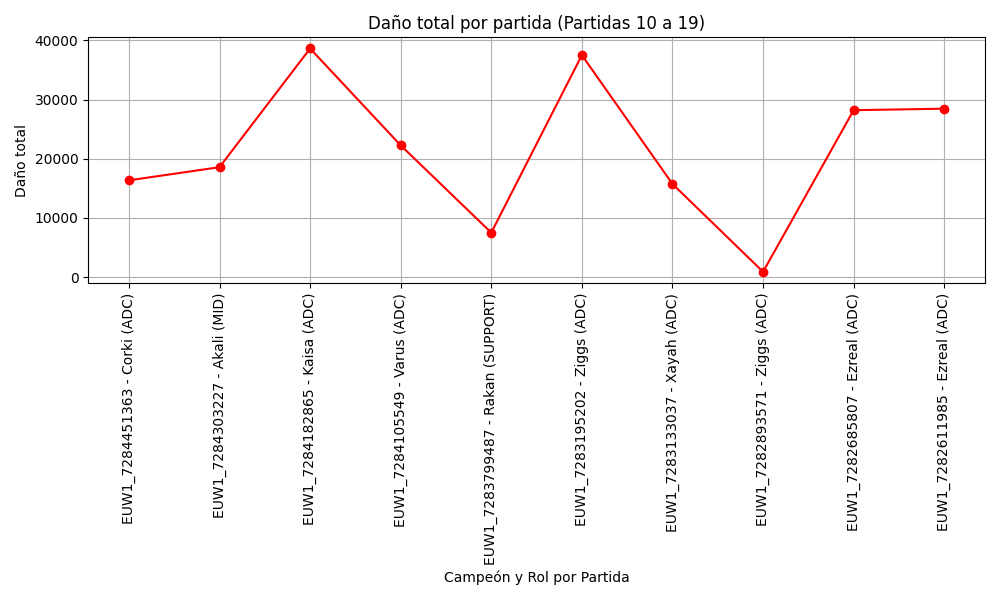 Daño total por partida (Partidas 10 a 19)
Daño total
40000
30000
20000
10000
0
EUW1_7284451363 - Corki (ADC)
EUW1_7284303227 - Akali (MID)
EUW1_7284182865 - Kaisa (ADC)
EUW1_7284105549 - Varus (ADC)
EUW1_7283799487 - Rakan (SUPPORT)
EUW1_7283195202 - Ziggs (ADC)
EUW1_7283133037 - Xayah (ADC)
EUW1_7282893571 - Ziggs (ADC)
EUW1_7282685807 - Ezreal (ADC)
EUW1_7282611985 - Ezreal (ADC)
Campeón y Rol por Partida